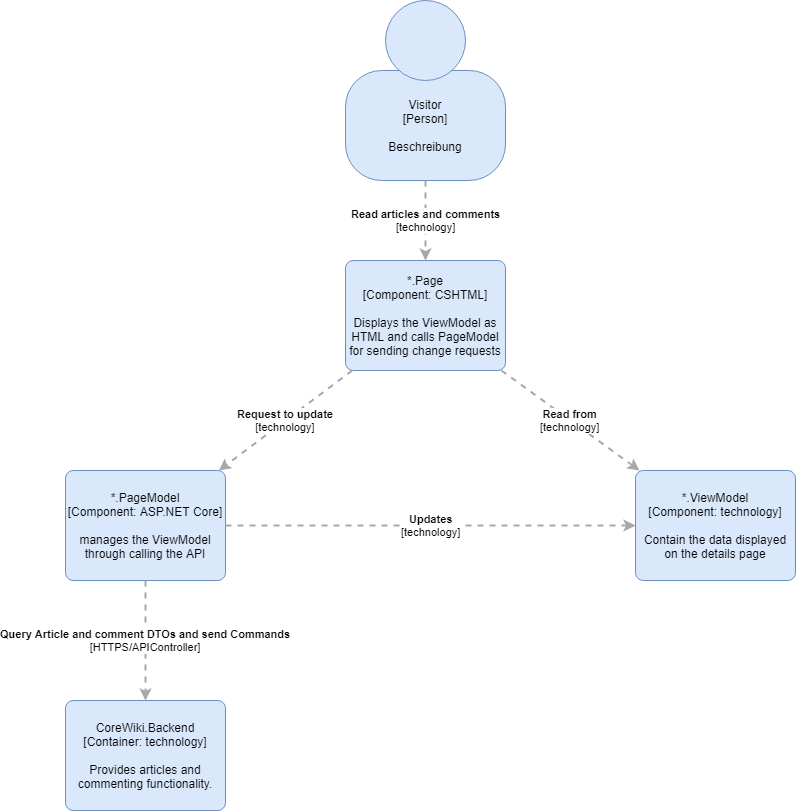 Visitor
[Person]
Beschreibung
Read articles and comments
[technology]
*.Page
[Component: CSHTML]
Displays the ViewModel as
HTML and calls PageModel
for sending change requests
Request to update
[technology]
Read from
[technology]
*.PageModel
[Component: ASP.NET Core]
manages the ViewModel
through calling the API
Updates
[technology]
*.ViewModel
[Component: technology]
Contain the data displayed
on the details page
Query Article and comment DTOs and send Commands
[HTTPS/APIController]
CoreWiki.Backend
[Container: technology]
Provides articles and
commenting functionality.